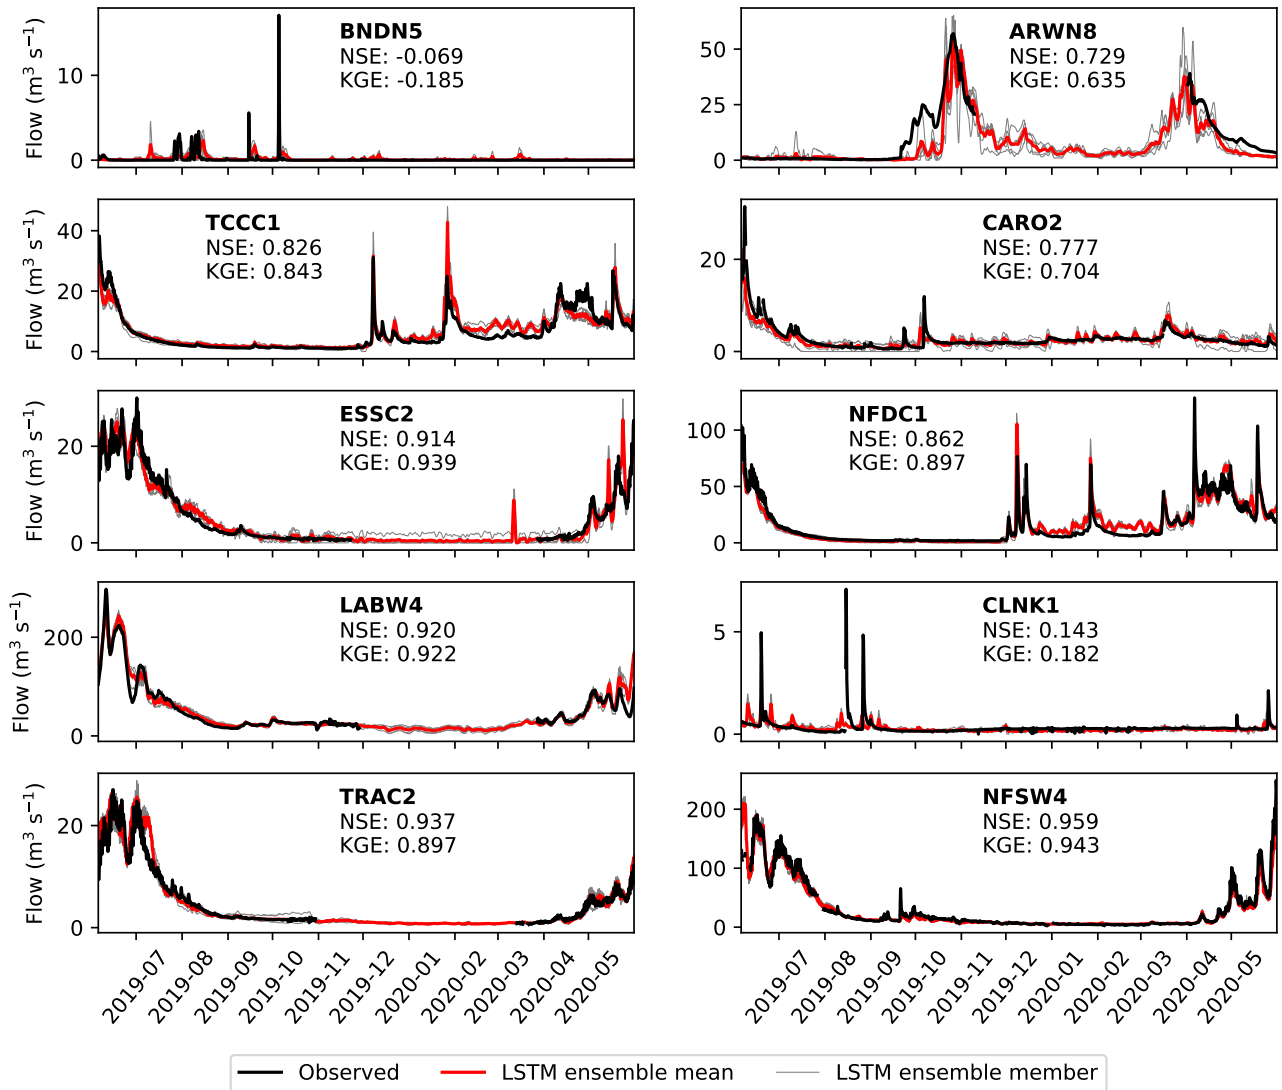 BNDN5
NSE: -0.069
KGE: -0.185
Flow (m³ s⁻¹)
10
0
ARWN8
NSE: 0.729
KGE: 0.635
50
25
0
TCCC1
NSE: 0.826
KGE: 0.843
Flow (m³ s⁻¹)
40
20
0
CARO2
NSE: 0.777
KGE: 0.704
20
0
ESSC2
NSE: 0.914
KGE: 0.939
Flow (m³ s⁻¹)
20
0
NFDC1
NSE: 0.862
KGE: 0.897
100
50
0
LABW4
NSE: 0.920
KGE: 0.922
Flow (m³ s⁻¹)
200
0
CLNK1
NSE: 0.143
KGE: 0.182
5
0
TRAC2
NSE: 0.937
KGE: 0.897
Flow (m³ s⁻¹)
20
0
NFSW4
NSE: 0.959
KGE: 0.943
200
100
0
2019-07
2019-08
2019-09
2019-10
2019-11
2019-12
2020-01
2020-02
2020-03
2020-04
2020-05
2019-07
2019-08
2019-09
2019-10
2019-11
2019-12
2020-01
2020-02
2020-03
2020-04
2020-05
Observed
LSTM ensemble mean
LSTM ensemble member